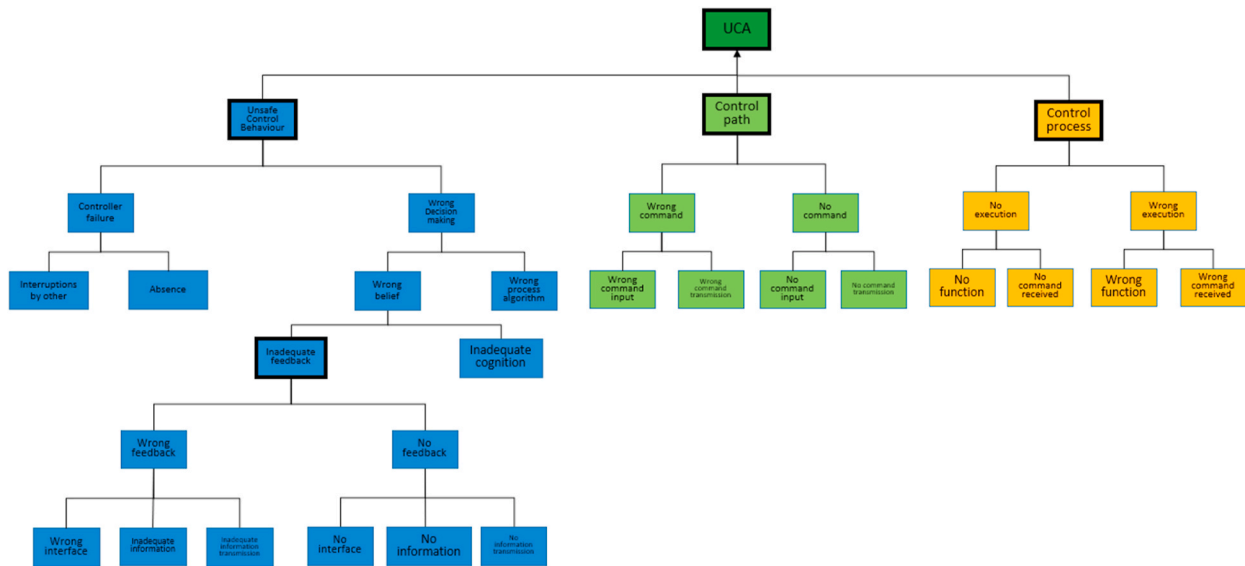 UCA
Unsafe
Control
Behaviour
Control
path
Control
process
Controller
failure
Wrong
Decision
making
Wrong
command
No
command
No
execution
Wrong
execution
Interruptions
by other
Absence
Wrong
belief
Wrong
process
algorithm
Wrong
command
input
Wrong
command
transmission
No
command
input
No command
transmission
No
function
No
command
received
Wrong
function
Wrong
command
received
Inadequate
feedback
Inadequate
cognition
Wrong
feedback
No
feedback
Wrong
interface
Inadequate
information
Inadequate
information
transmission
No
interface
No
information
No
information
transmission